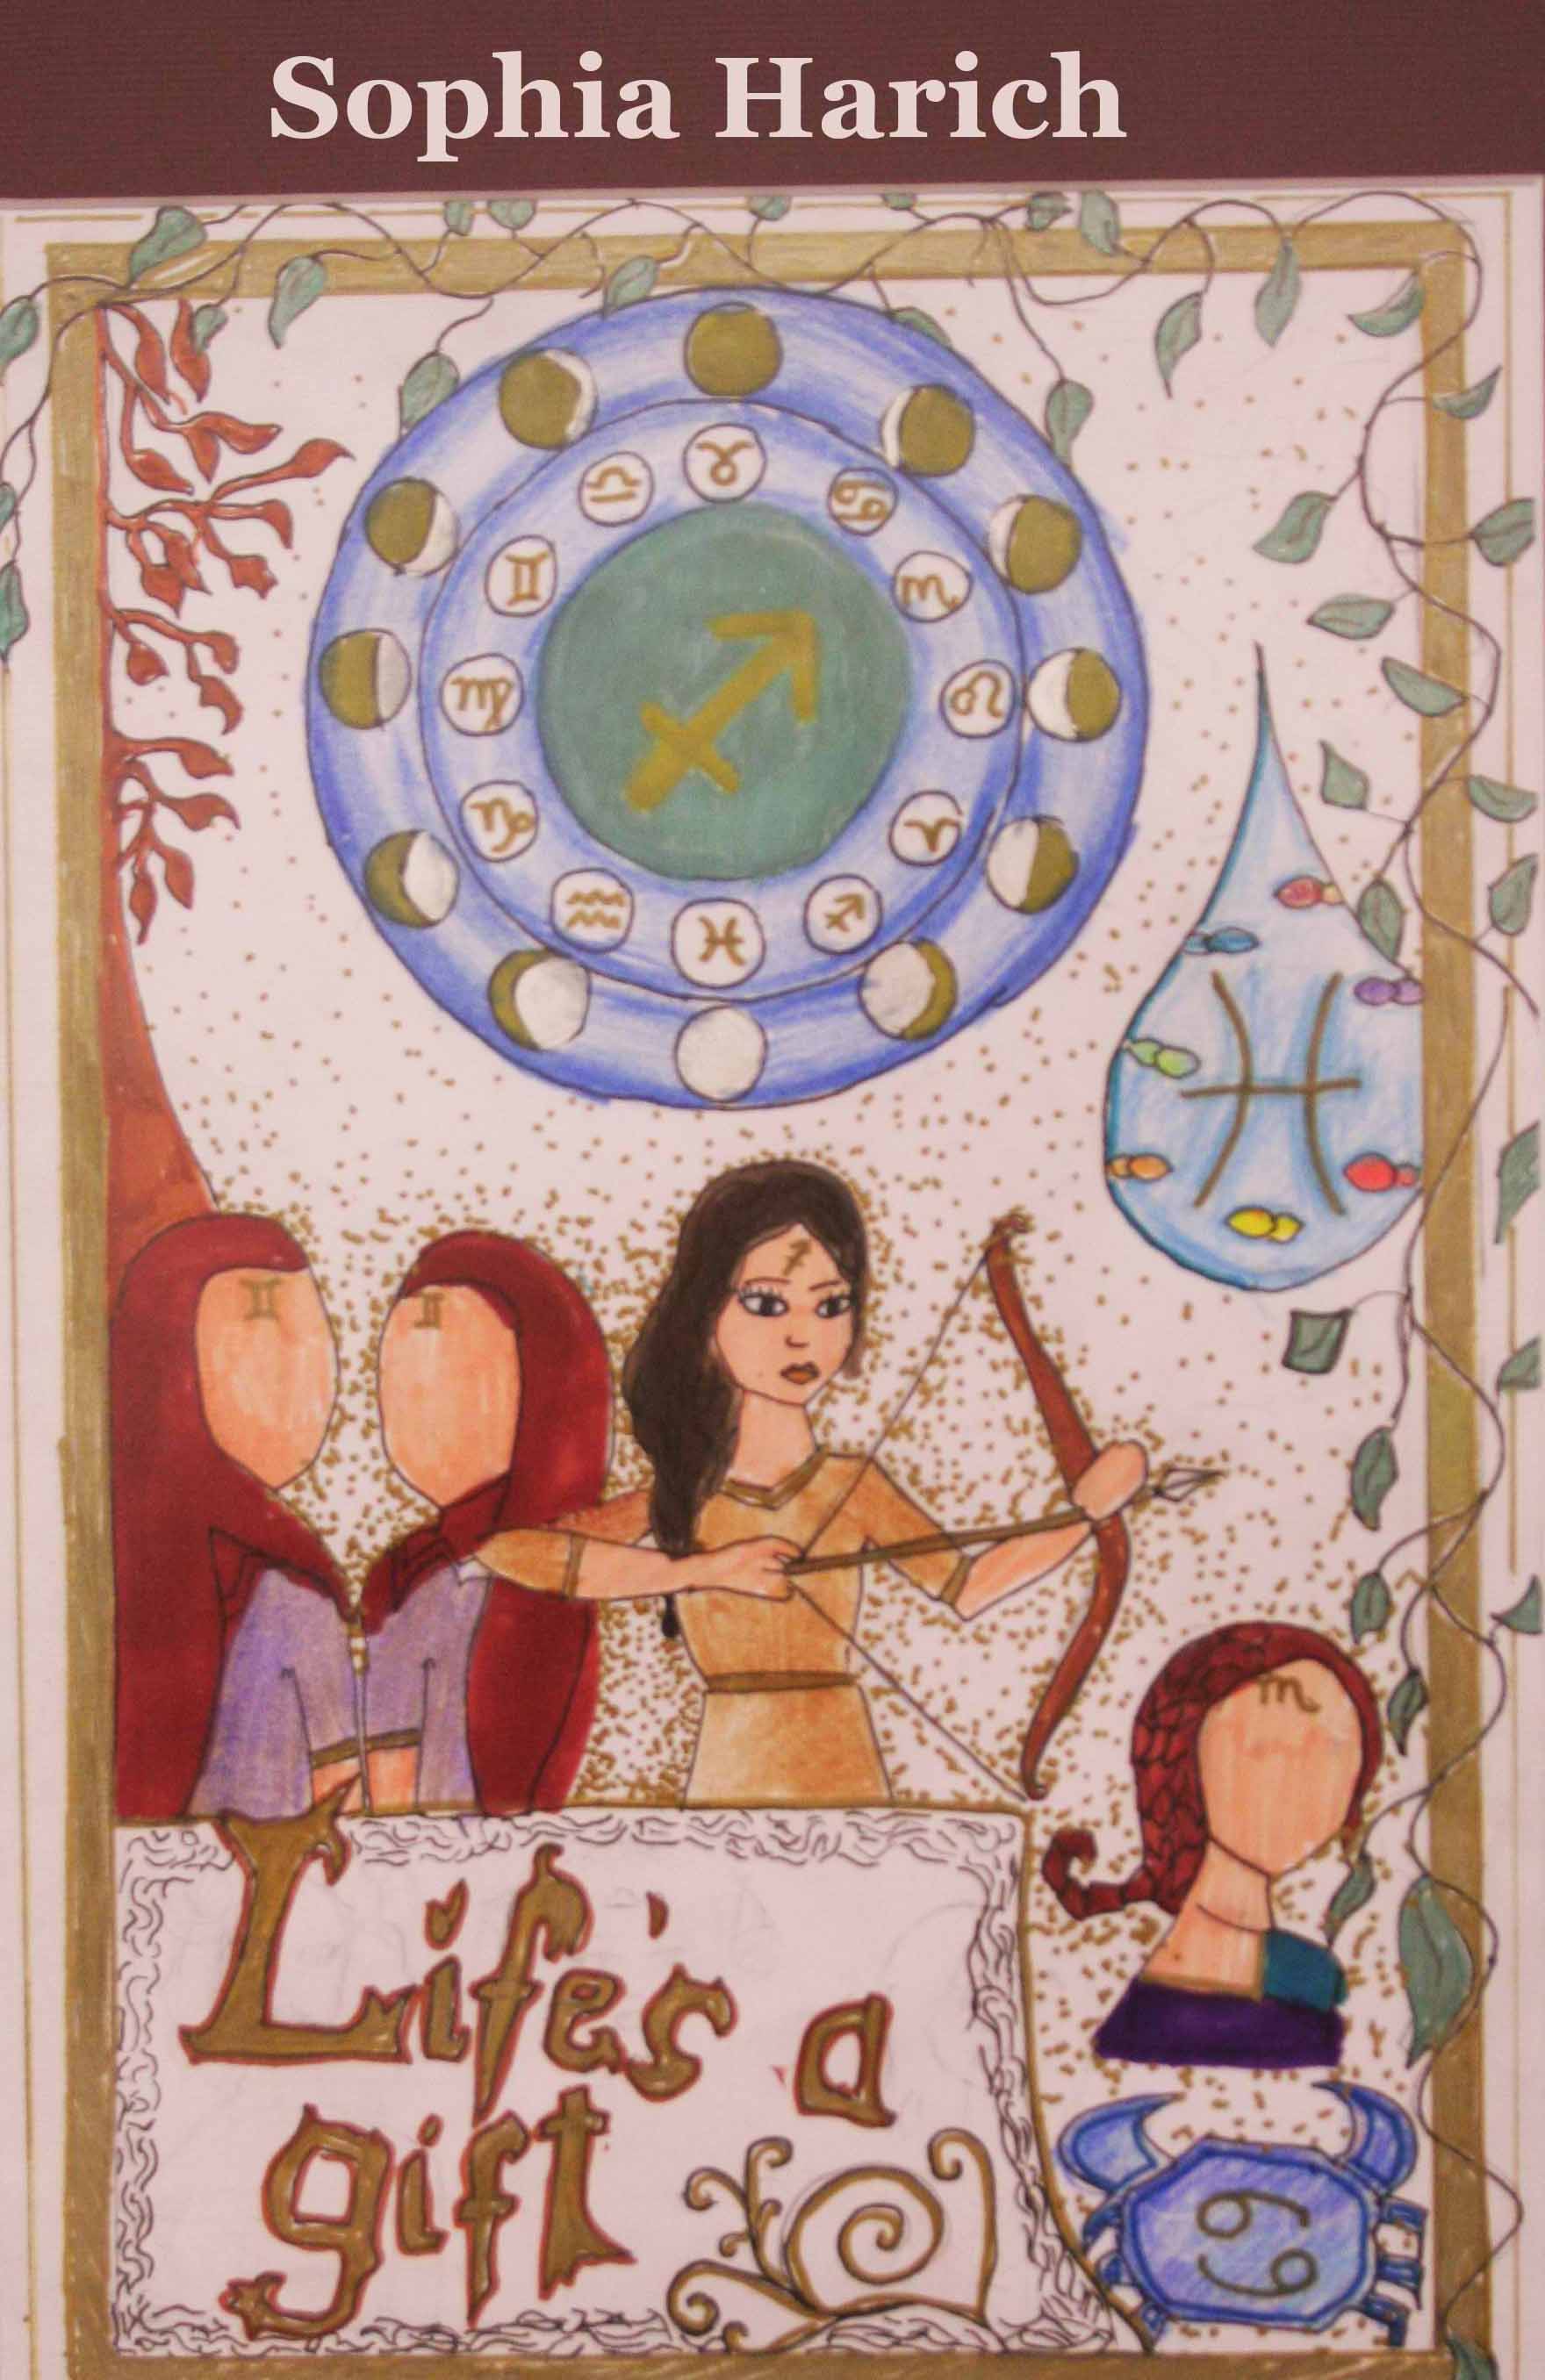 Sophia Harich
♎ ♉ ♋
♊ ♏
♐
♍ ♌
♑ ♈
♒ ♓ ♐
♓
♐
♊ ♊
♏
Life's a
gift
♋